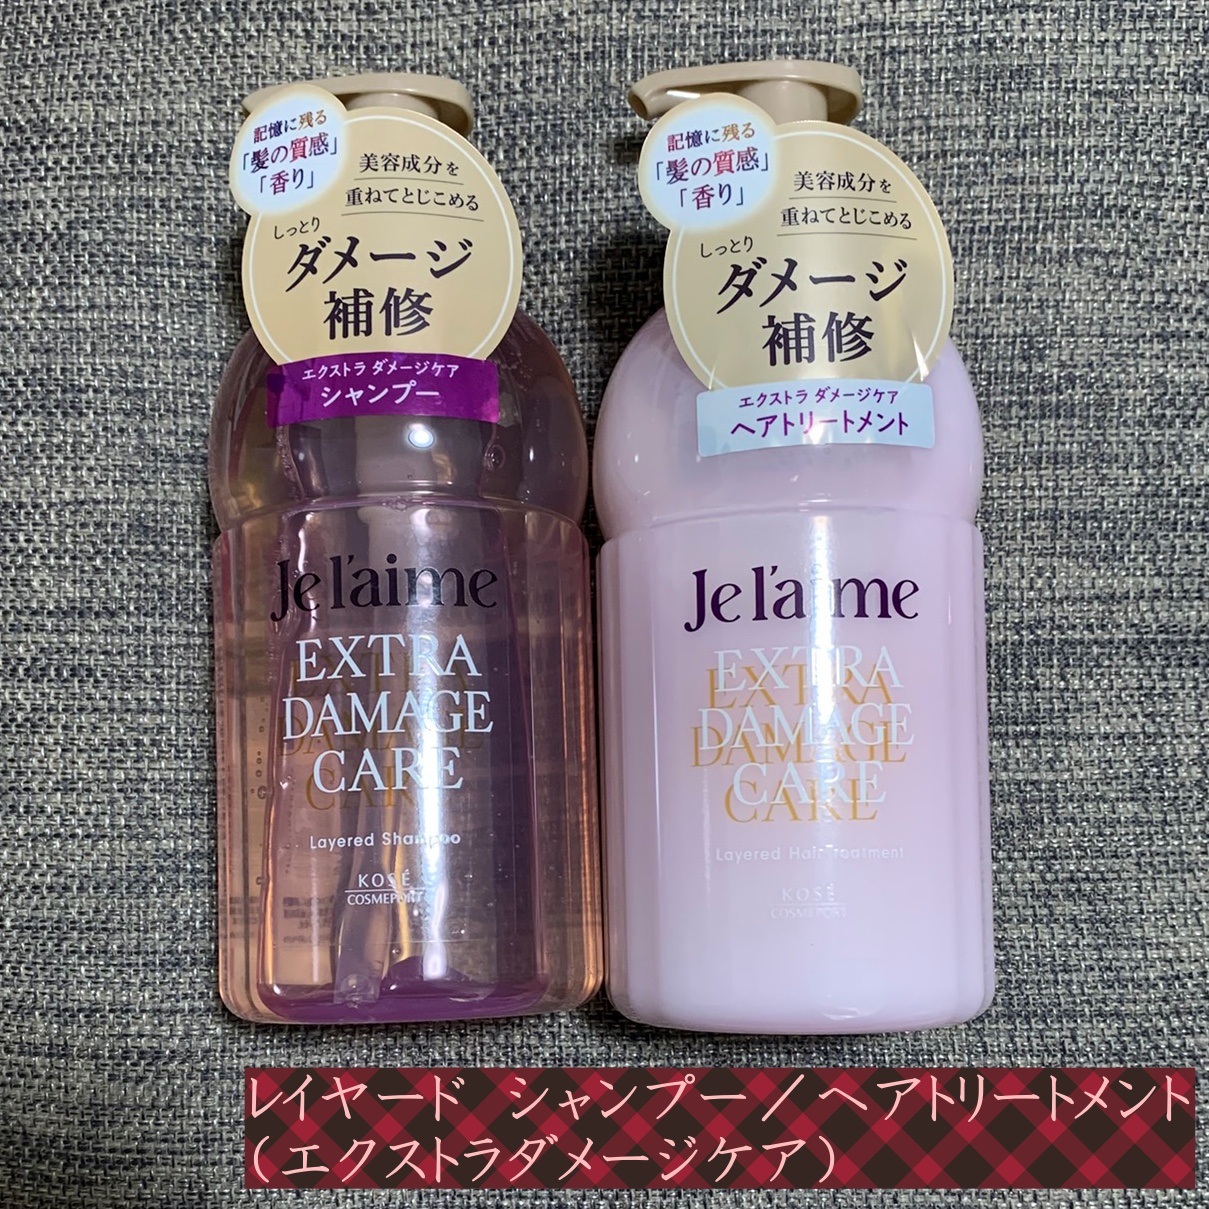 記憶に残る
「髪の質感」
「香り」
美容成分を
重ねてとじこめる
しっとり
ダメージ
補修
エクストラ ダメージケア
シャンプー
Je l'aime
EXTRA
DAMAGE
CARE
Layered Shampoo
KOSÉ
COSMEPORT
記憶に残る
「髪の質感」
「香り」
美容成分を
重ねてとじこめる
しっとり
ダメージ
補修
エクストラ ダメージケア
ヘアトリートメント
Je l'aime
EXTRA
DAMAGE
CARE
Layered Hair Treatment
KOSÉ
COSMEPORT
レイヤード シャンプー／ヘアトリートメント
（エクストラダメージケア）